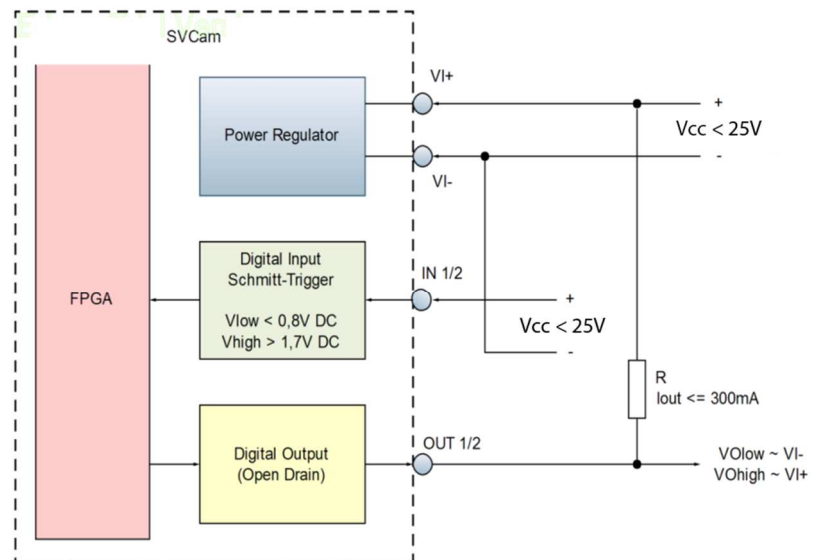 SVCam
VI+
+
Power Regulator
Vcc < 25V
-
VI-
FPGA
Digital Input
Schmitt-Trigger
Vlow < 0,8V DC
Vhigh > 1,7V DC
IN 1/2
+
Vcc < 25V
-
R
Iout <= 300mA
Digital Output
(Open Drain)
OUT 1/2
VOlow ~ VI-
VOhigh ~ VI+